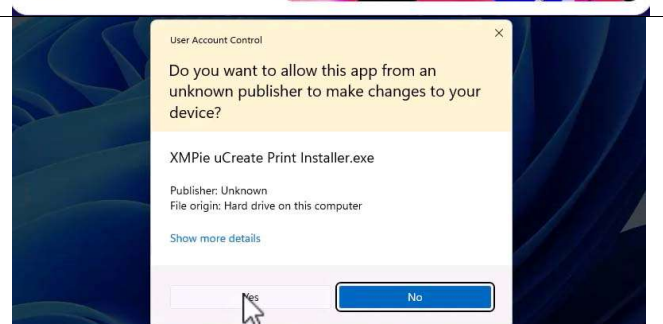 User Account Control
Do you want to allow this app from an
unknown publisher to make changes to your
device?
XMPie uCreate Print Installer.exe
Publisher: Unknown
File origin: Hard drive on this computer
Show more details
Yes
No